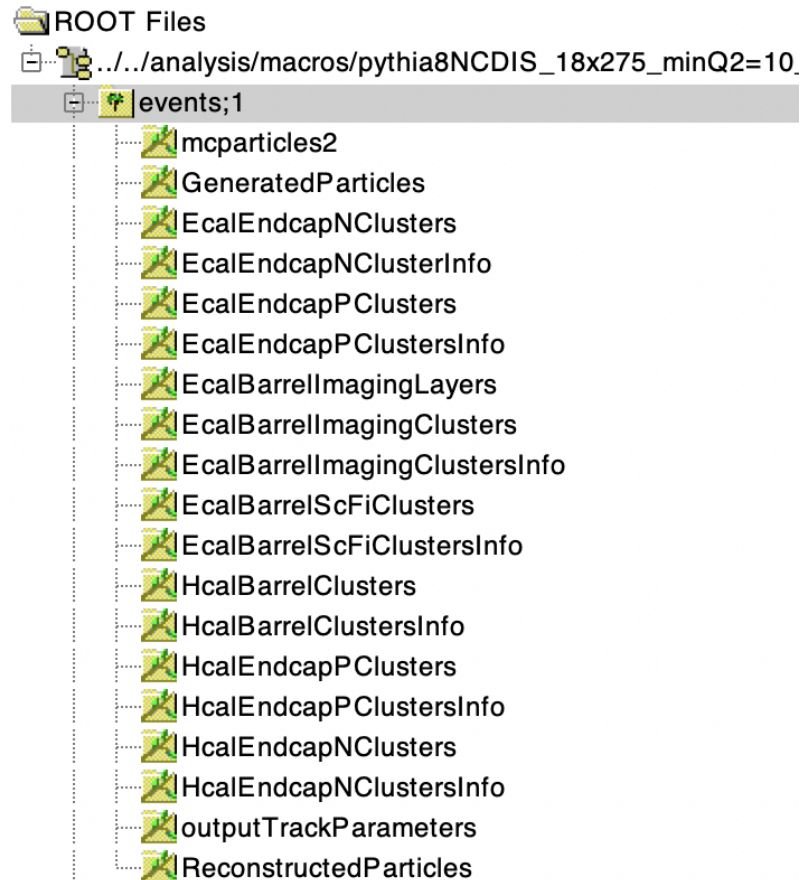 ROOT Files
../../analysis/macros/pythia8NCDIS_18x275_minQ2=10_
events;1
mcparticles2
GeneratedParticles
EcalEndcapNClusters
EcalEndcapNClusterInfo
EcalEndcapPClusters
EcalEndcapPClustersInfo
EcalBarrelImagingLayers
EcalBarrelImagingClusters
EcalBarrelImagingClustersInfo
EcalBarrelScFiClusters
EcalBarrelScFiClustersInfo
HcalBarrelClusters
HcalBarrelClustersInfo
HcalEndcapPClusters
HcalEndcapPClustersInfo
HcalEndcapNClusters
HcalEndcapNClustersInfo
outputTrackParameters
ReconstructedParticles